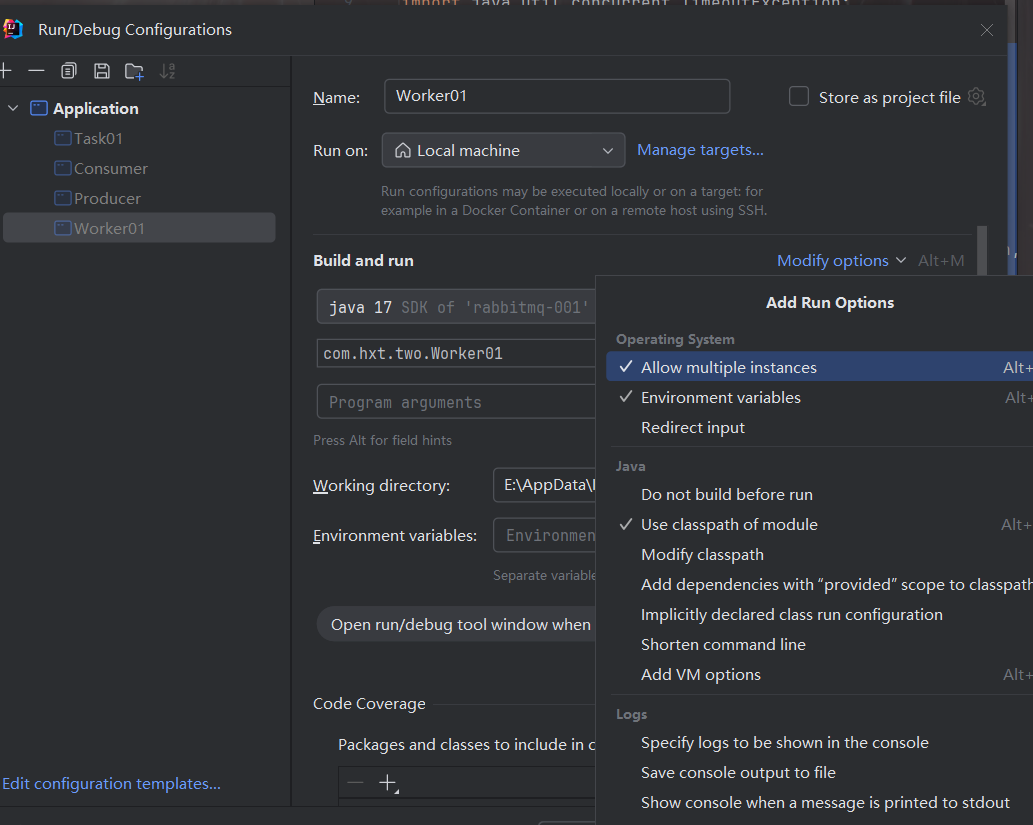 import java.util.concurrent.TimeoutException;
Run/Debug Configurations
Application
Task01
Consumer
Producer
Worker01
Edit configuration templates...
Name: Worker01
Store as project file
Run on: Local machine Manage targets...
Run configurations may be executed locally or on a target: for
example in a Docker Container or on a remote host using SSH.
Build and run
Modify options Alt+M
java 17 SDK of 'rabbitmq-001'
com.hxt.two.Worker01
Program arguments
Press Alt for field hints
Working directory: E:\AppData\
Environment variables: Environmen
Separate variable
Open run/debug tool window when
Code Coverage
Packages and classes to include in c
Add Run Options
Operating System
Allow multiple instances Alt+
Environment variables Alt+
Redirect input
Java
Do not build before run
Use classpath of module Alt+
Modify classpath
Add dependencies with “provided” scope to classpath
Implicitly declared class run configuration
Shorten command line
Add VM options Alt+
Logs
Specify logs to be shown in the console
Save console output to file
Show console when a message is printed to stdout